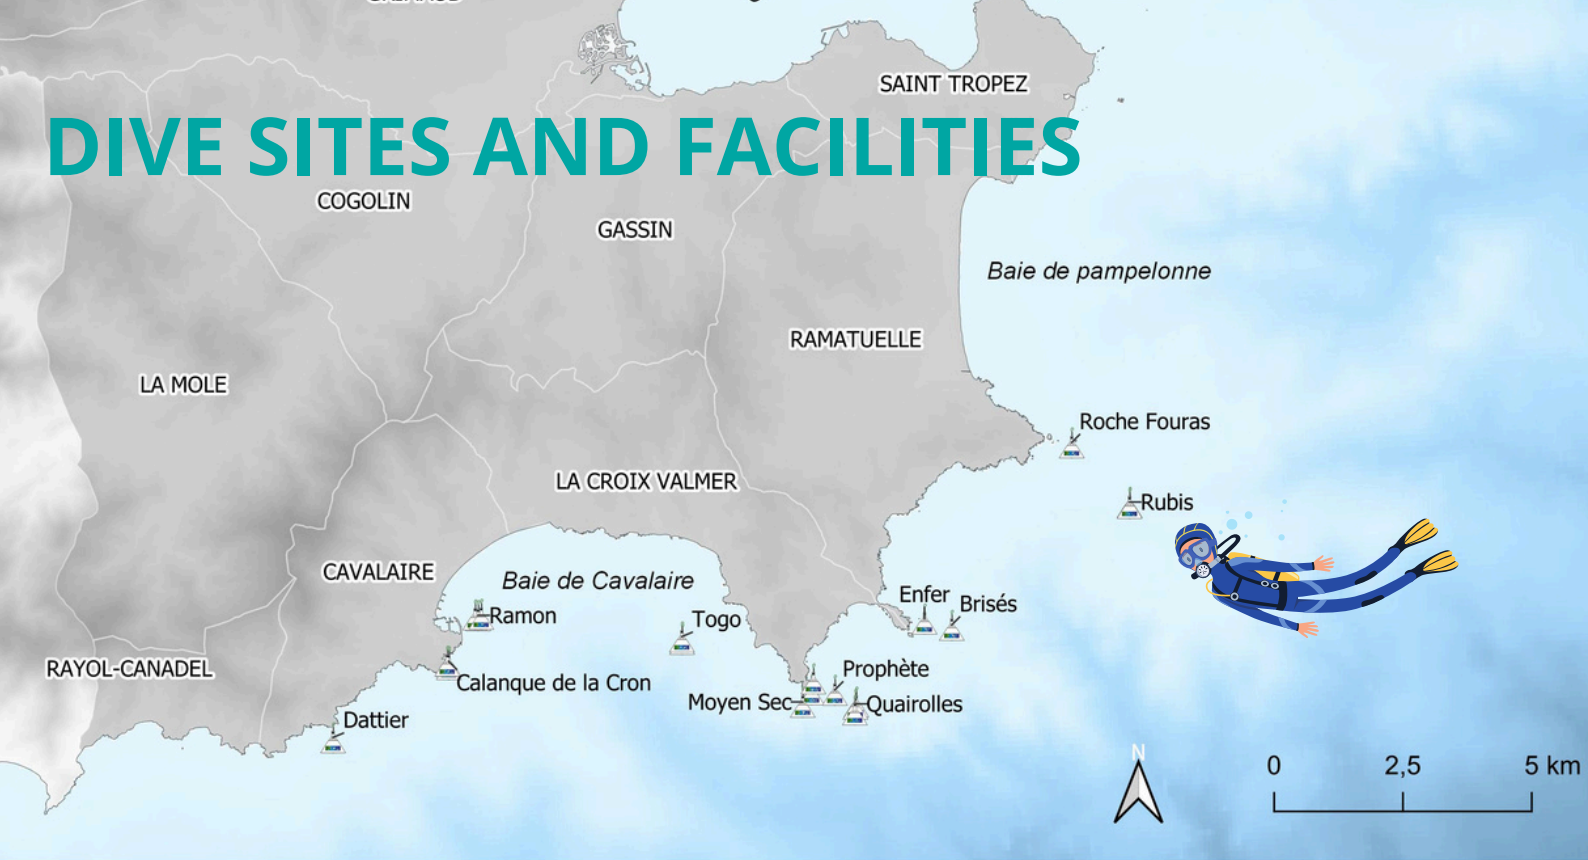 SAINT TROPEZ
DIVE SITES AND FACILITIES
COGOLIN
GASSIN
Baie de pampelonne
RAMATUELLE
LA MOLE
Roche Fouras
LA CROIX VALMER
Rubis
CAVALAIRE
Baie de Cavalaire
Enfer
Brisés
Ramon
Togo
RAYOL-CANADEL
Calanque de la Cron
Prophète
Moyen Sec
Quairolles
Dattier
N
0 2,5 5 km